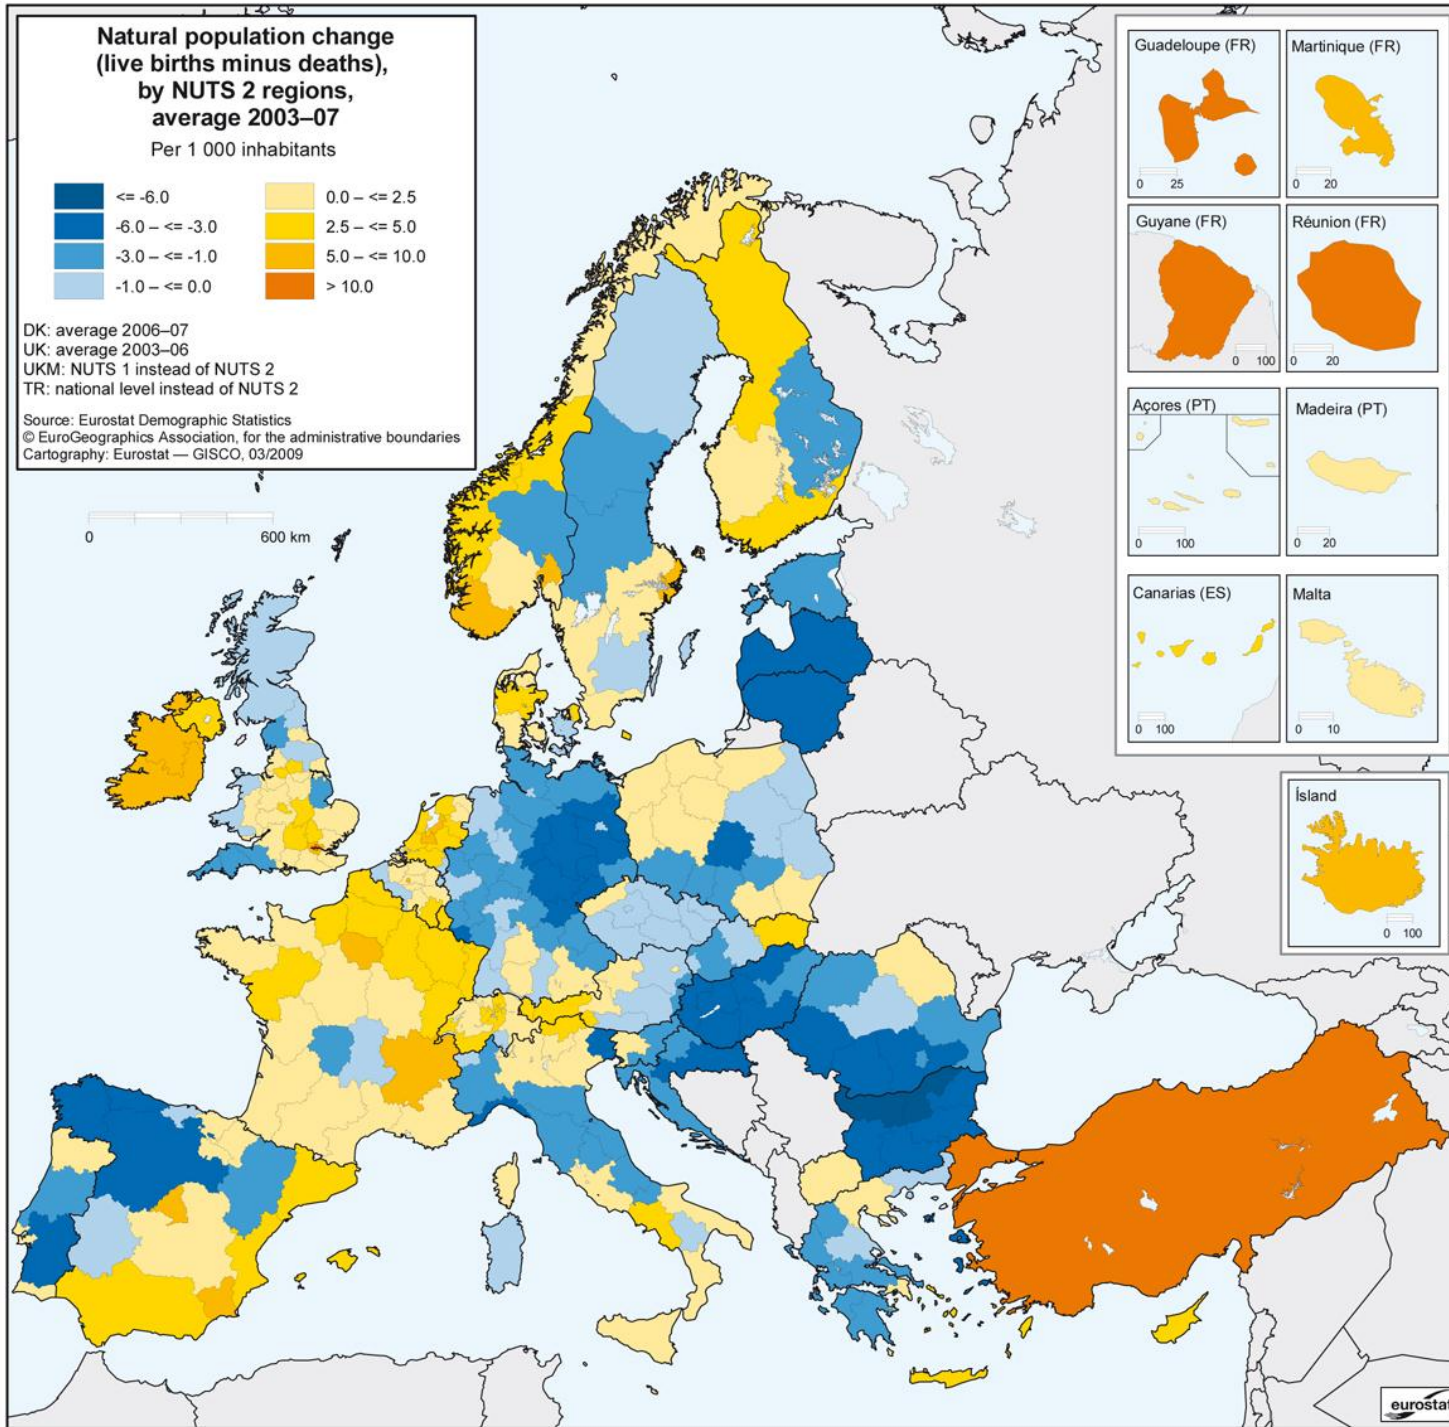 Natural population change
(live births minus deaths),
by NUTS 2 regions,
average 2003–07
Per 1 000 inhabitants
<= -6.0
-6.0 – <= -3.0
-3.0 – <= -1.0
-1.0 – <= 0.0
0.0 – <= 2.5
2.5 – <= 5.0
5.0 – <= 10.0
> 10.0
DK: average 2006–07
UK: average 2003–06
UKM: NUTS 1 instead of NUTS 2
TR: national level instead of NUTS 2
Source: Eurostat Demographic Statistics
© EuroGeographics Association, for the administrative boundaries
Cartography: Eurostat — GISCO, 03/2009
0 600 km
Guadeloupe (FR)
0 25
Martinique (FR)
0 20
Guyane (FR)
0 100
Réunion (FR)
0 20
Açores (PT)
0 100
Madeira (PT)
0 20
Canarias (ES)
0 100
Malta
0 10
Ísland
0 100
eurostat